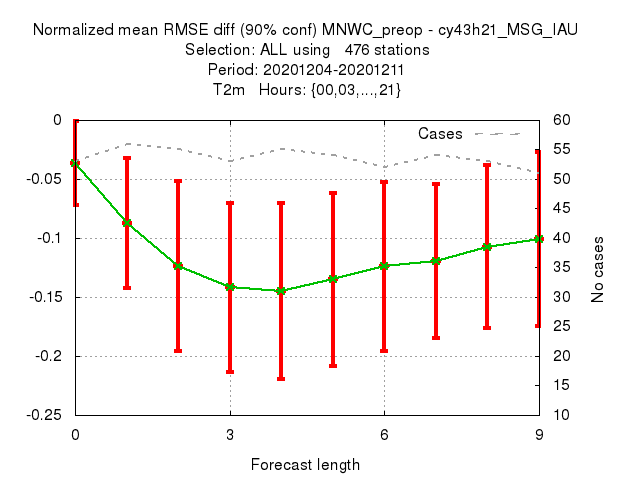 Normalized mean RMSE diff (90% conf) MNWC_preop - cy43h21_MSG_IAU
Selection: ALL using   476 stations
Period: 20201204-20201211
T2m   Hours: {00,03,...,21}
0
-0.05
-0.1
-0.15
-0.2
-0.25
Cases
60
55
50
45
40
35
30
25
20
15
10
No cases
0 3 6 9
Forecast length